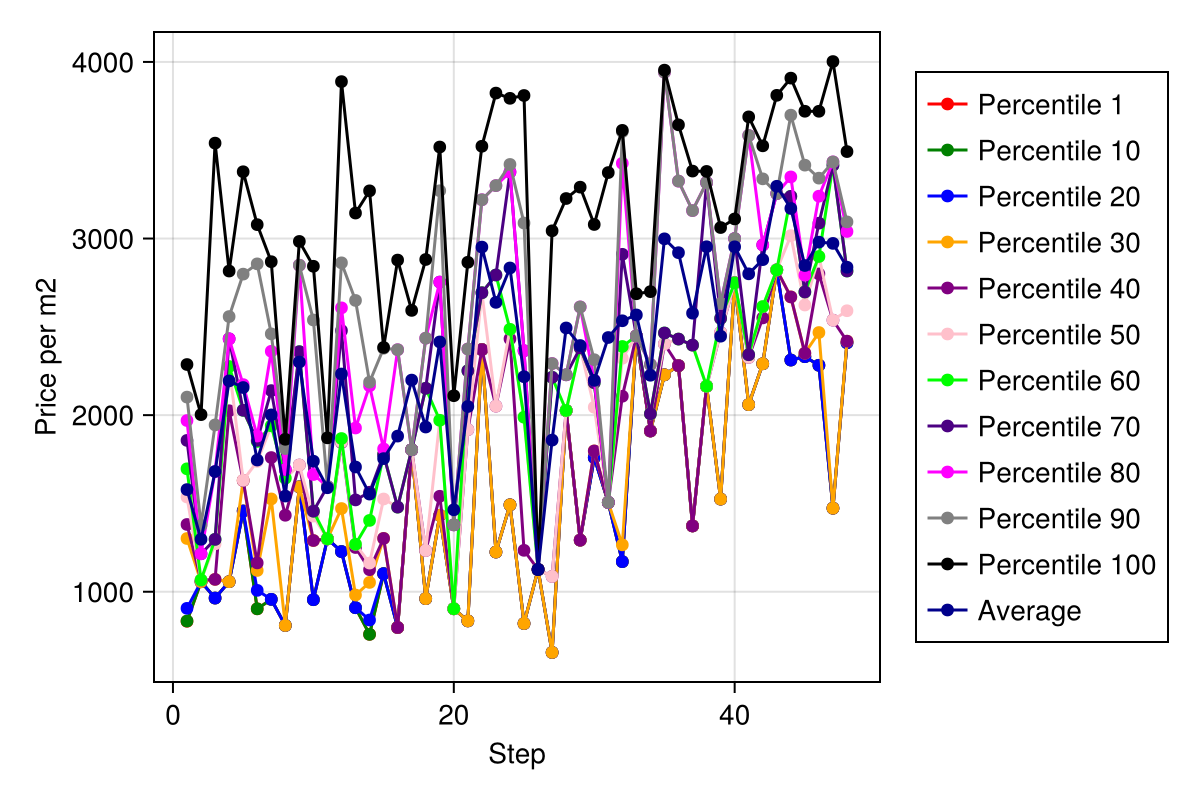 4000
3000
2000
1000
Price per m2
0
20
40
Step
Percentile 1
Percentile 10
Percentile 20
Percentile 30
Percentile 40
Percentile 50
Percentile 60
Percentile 70
Percentile 80
Percentile 90
Percentile 100
Average